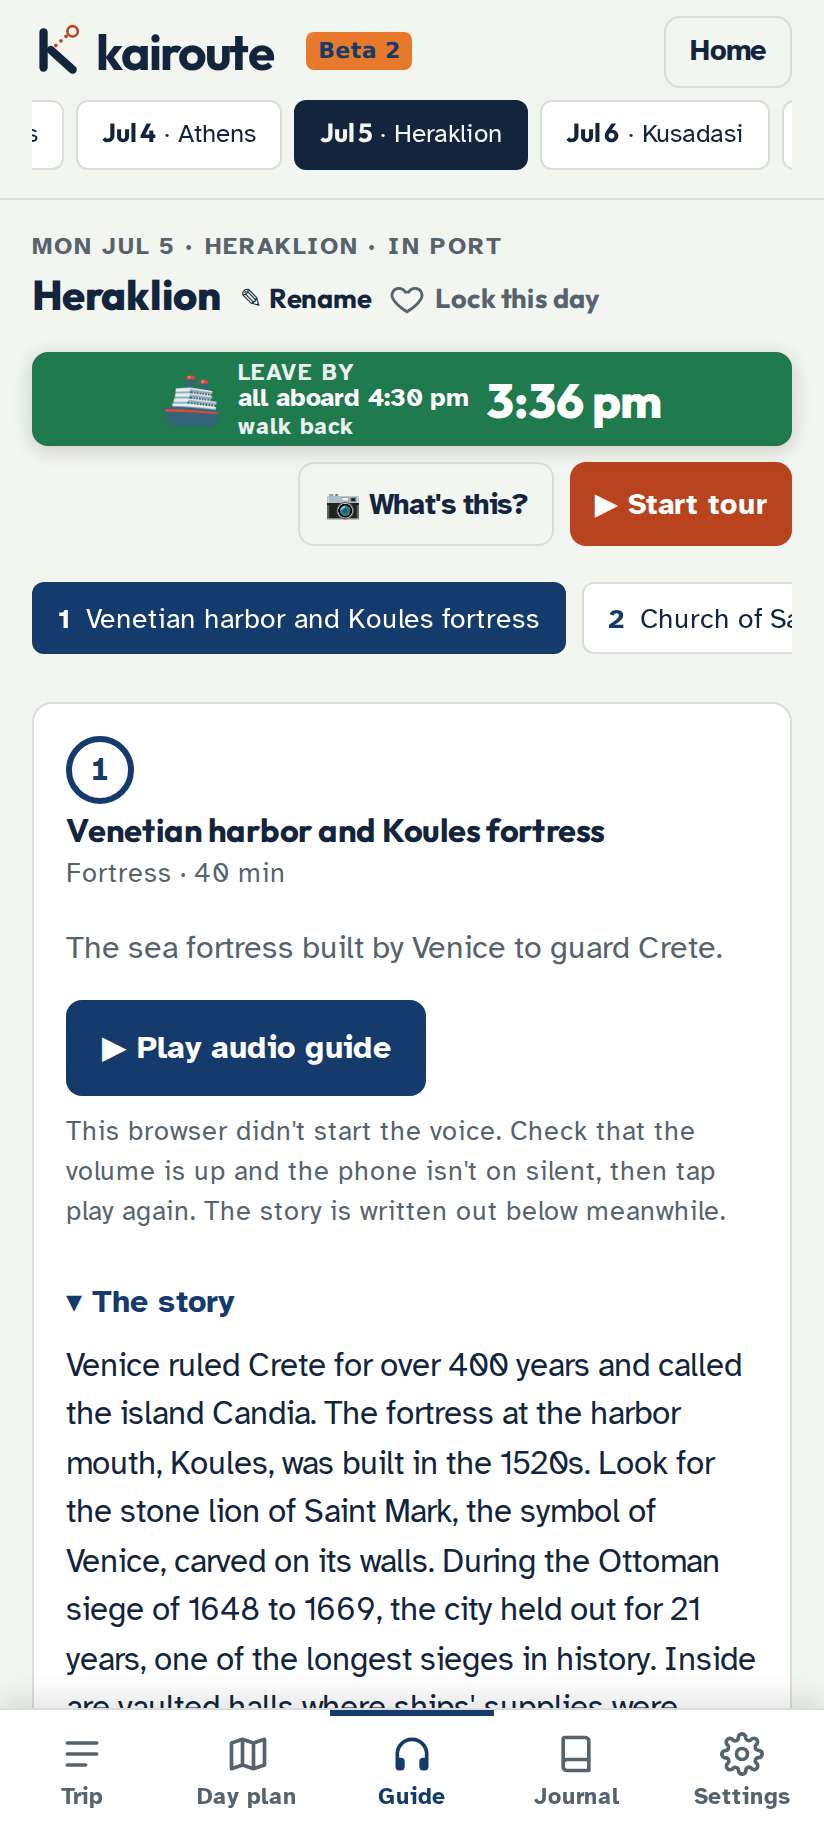 kairoute Beta 2 Home
s Jul 4 · Athens Jul 5 · Heraklion Jul 6 · Kusadasi
MON JUL 5 · HERAKLION · IN PORT
Heraklion ✎ Rename ♡ Lock this day
LEAVE BY
all aboard 4:30 pm
walk back
3:36 pm
What's this? ▶ Start tour
1 Venetian harbor and Koules fortress 2 Church of Sa
1
Venetian harbor and Koules fortress
Fortress · 40 min
The sea fortress built by Venice to guard Crete.
▶ Play audio guide
This browser didn't start the voice. Check that the
volume is up and the phone isn't on silent, then tap
play again. The story is written out below meanwhile.
▼ The story
Venice ruled Crete for over 400 years and called
the island Candia. The fortress at the harbor
mouth, Koules, was built in the 1520s. Look for
the stone lion of Saint Mark, the symbol of
Venice, carved on its walls. During the Ottoman
siege of 1648 to 1669, the city held out for 21
years, one of the longest sieges in history. Inside
are vaulted halls where ships' supplies were
Trip Day plan Guide Journal Settings